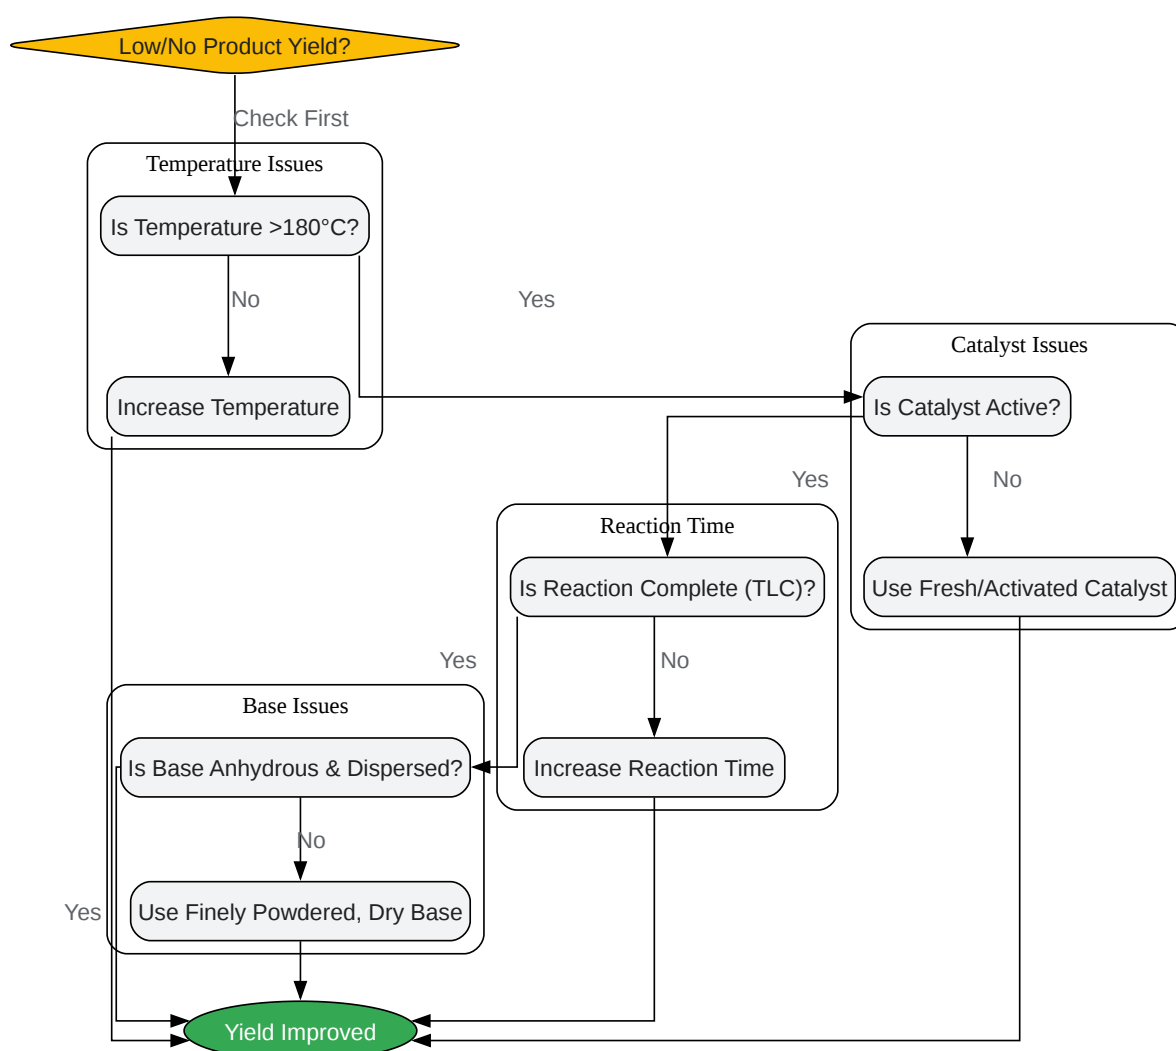 Low/No Product Yield?
Check First
Temperature Issues
Is Temperature >180°C?
No
Yes
Catalyst Issues
Increase Temperature
Is Catalyst Active?
Yes
No
Reaction Time
Is Reaction Complete (TLC)?
Use Fresh/Activated Catalyst
Yes
No
Base Issues
Is Base Anhydrous & Dispersed?
Increase Reaction Time
No
Yes
Use Finely Powdered, Dry Base
Yield Improved